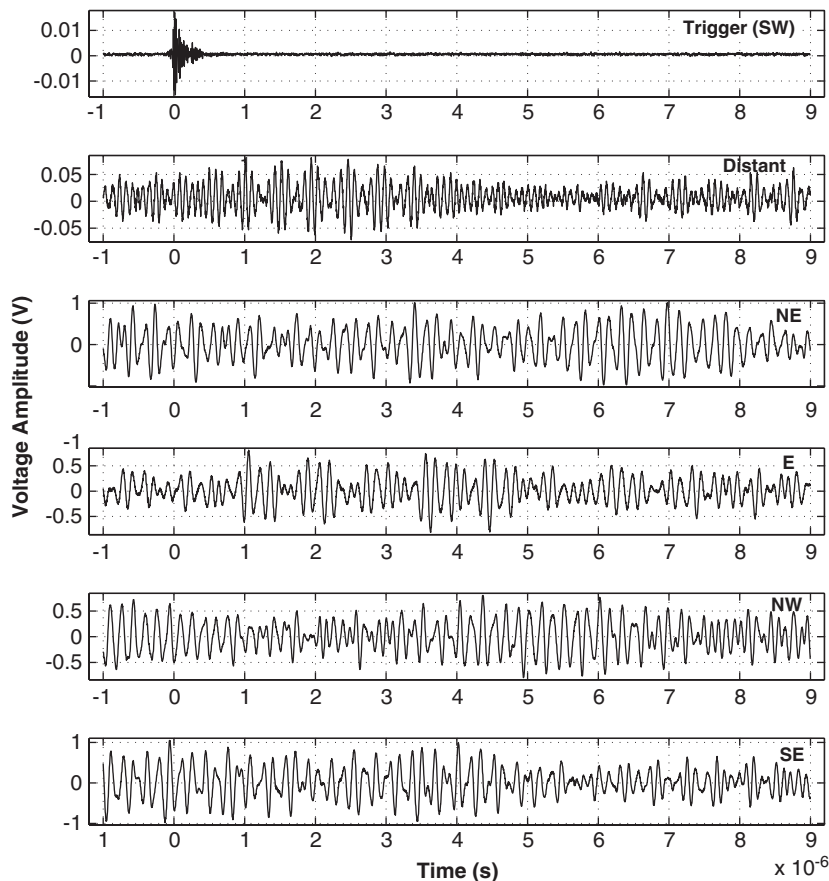 Trigger (SW)
0.01
0
-0.01
-1 0 1 2 3 4 5 6 7 8 9
Distant
0.05
0
-0.05
-1 0 1 2 3 4 5 6 7 8 9
Voltage Amplitude (V)
NE
1
0
-1 0 1 2 3 4 5 6 7 8 9
-1
E
0.5
0
-0.5
-1 0 1 2 3 4 5 6 7 8 9
NW
0.5
0
-0.5
-1 0 1 2 3 4 5 6 7 8 9
SE
1
0
-1
1 0 1 2 3 4 5 6 7 8 9
Time (s)
x 10-6